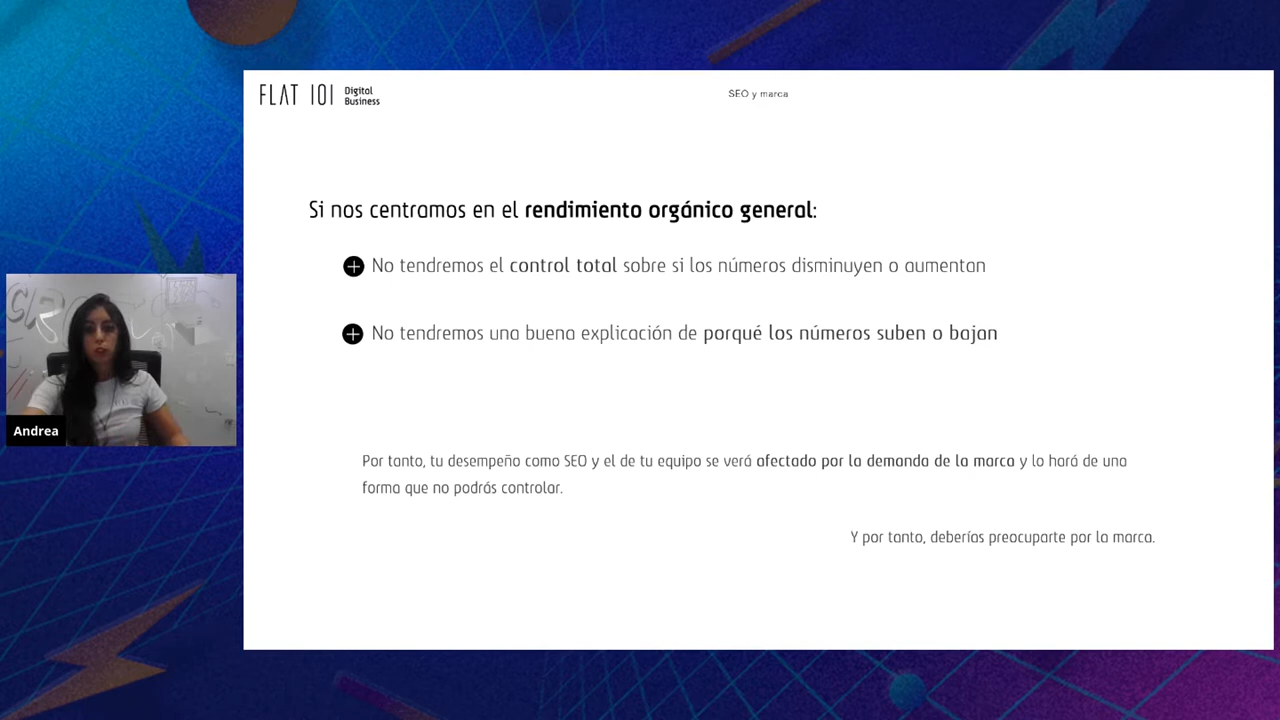 FLAT 101 Digital Business
SEO y marca
Si nos centramos en el rendimiento orgánico general:
No tendremos el control total sobre si los números disminuyen o aumentan
No tendremos una buena explicación de porqué los números suben o bajan
Por tanto, tu desempeño como SEO y el de tu equipo se verá afectado por la demanda de la marca y lo hará de una
forma que no podrás controlar.
Y por tanto, deberías preocuparte por la marca.
Andrea